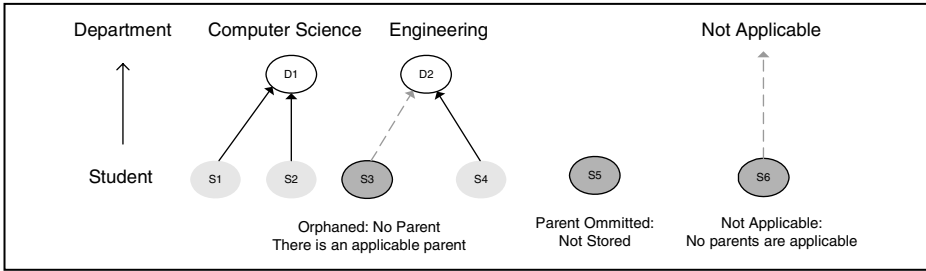 Department Computer Science Engineering Not Applicable
D1 D2
Student S1 S2 S3 S4 S5 S6
Orphaned: No Parent
There is an applicable parent
Parent Ommitted:
Not Stored
Not Applicable:
No parents are applicable